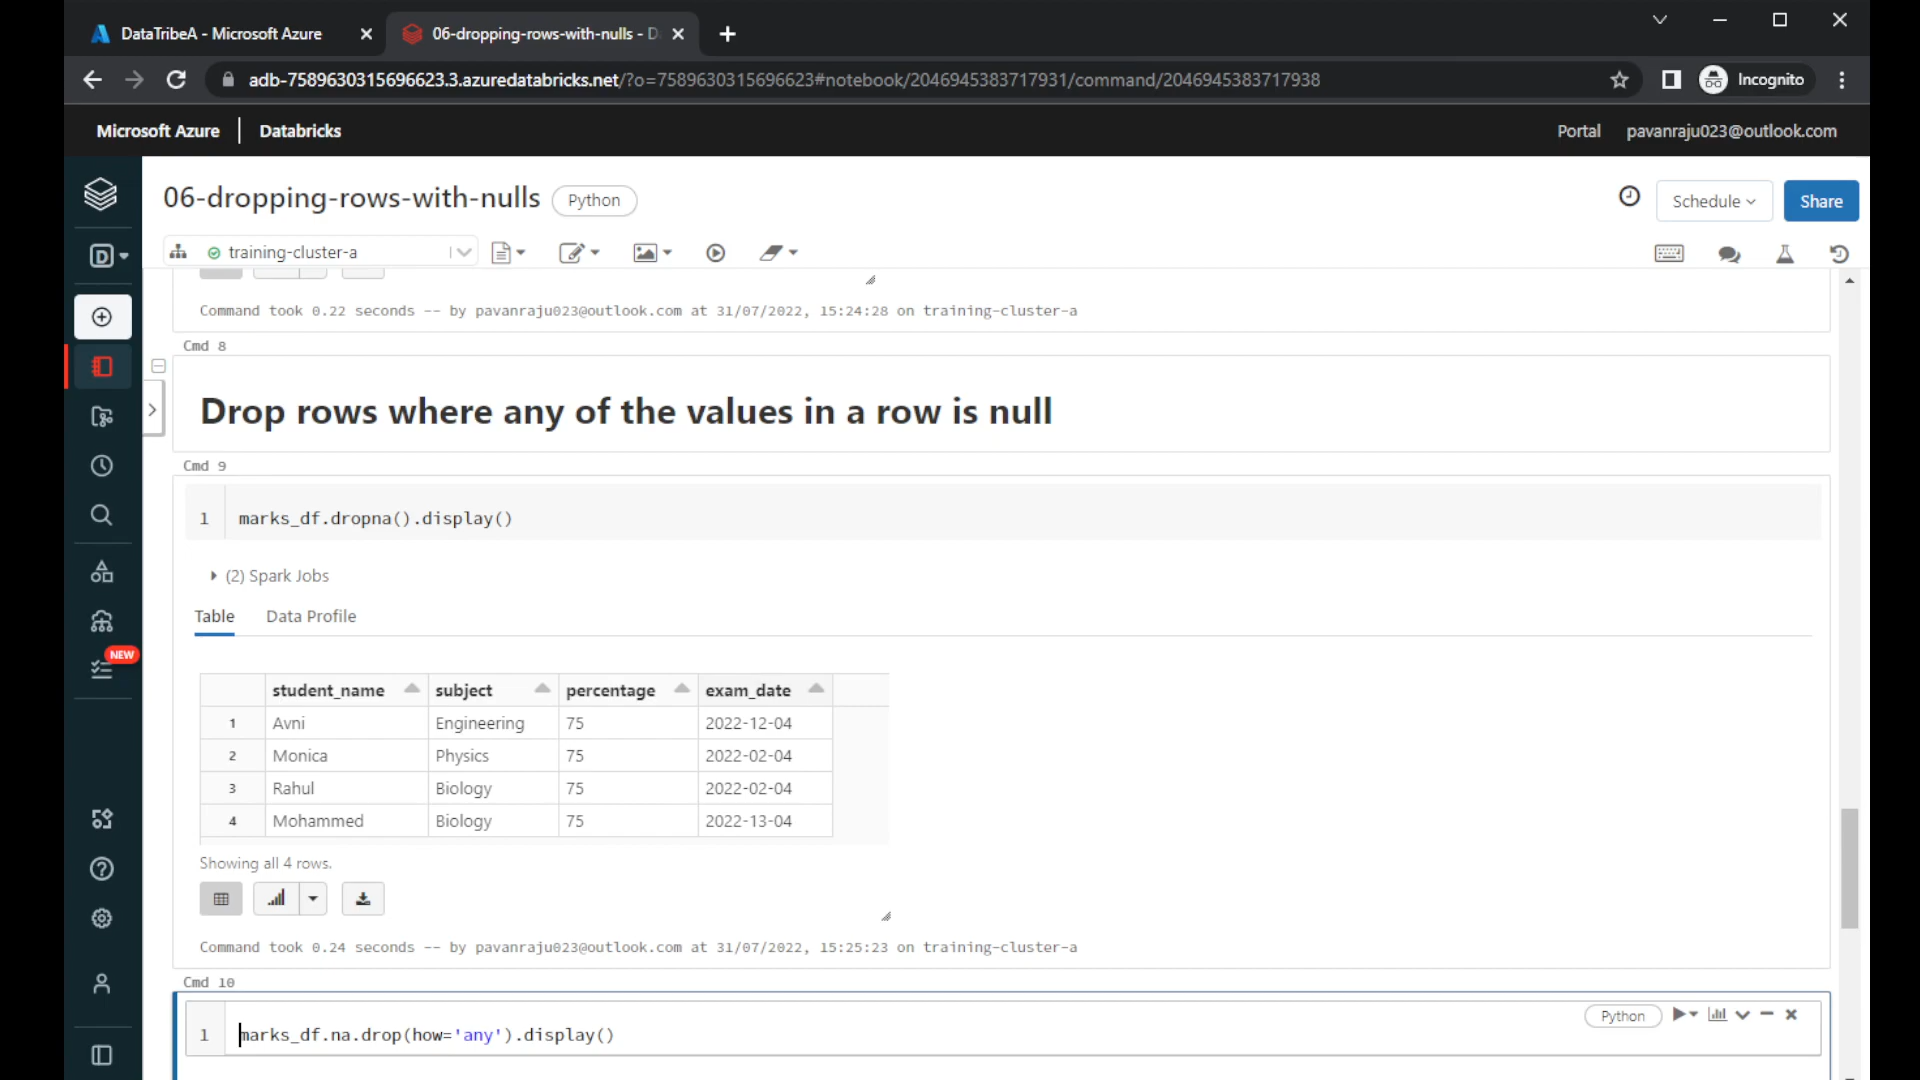 DataTribeA - Microsoft Azure
06-dropping-rows-with-nulls - D
adb-7589630315696623.3.azuredatabricks.net/?o=7589630315696623#notebook/2046945383717931/command/2046945383717938
Incognito
Microsoft Azure | Databricks
Portal pavanraju023@outlook.com
06-dropping-rows-with-nulls Python
Schedule Share
training-cluster-a
Command took 0.22 seconds -- by pavanraju023@outlook.com at 31/07/2022, 15:24:28 on training-cluster-a
Cmd 8
Drop rows where any of the values in a row is null
Cmd 9
1 marks_df.dropna().display()
(2) Spark Jobs
Table Data Profile
NEW
student_name subject percentage exam_date
1 Avni Engineering 75 2022-12-04
2 Monica Physics 75 2022-02-04
3 Rahul Biology 75 2022-02-04
4 Mohammed Biology 75 2022-13-04
Showing all 4 rows.
Command took 0.24 seconds -- by pavanraju023@outlook.com at 31/07/2022, 15:25:23 on training-cluster-a
Cmd 10
Python
1 marks_df.na.drop(how='any').display()